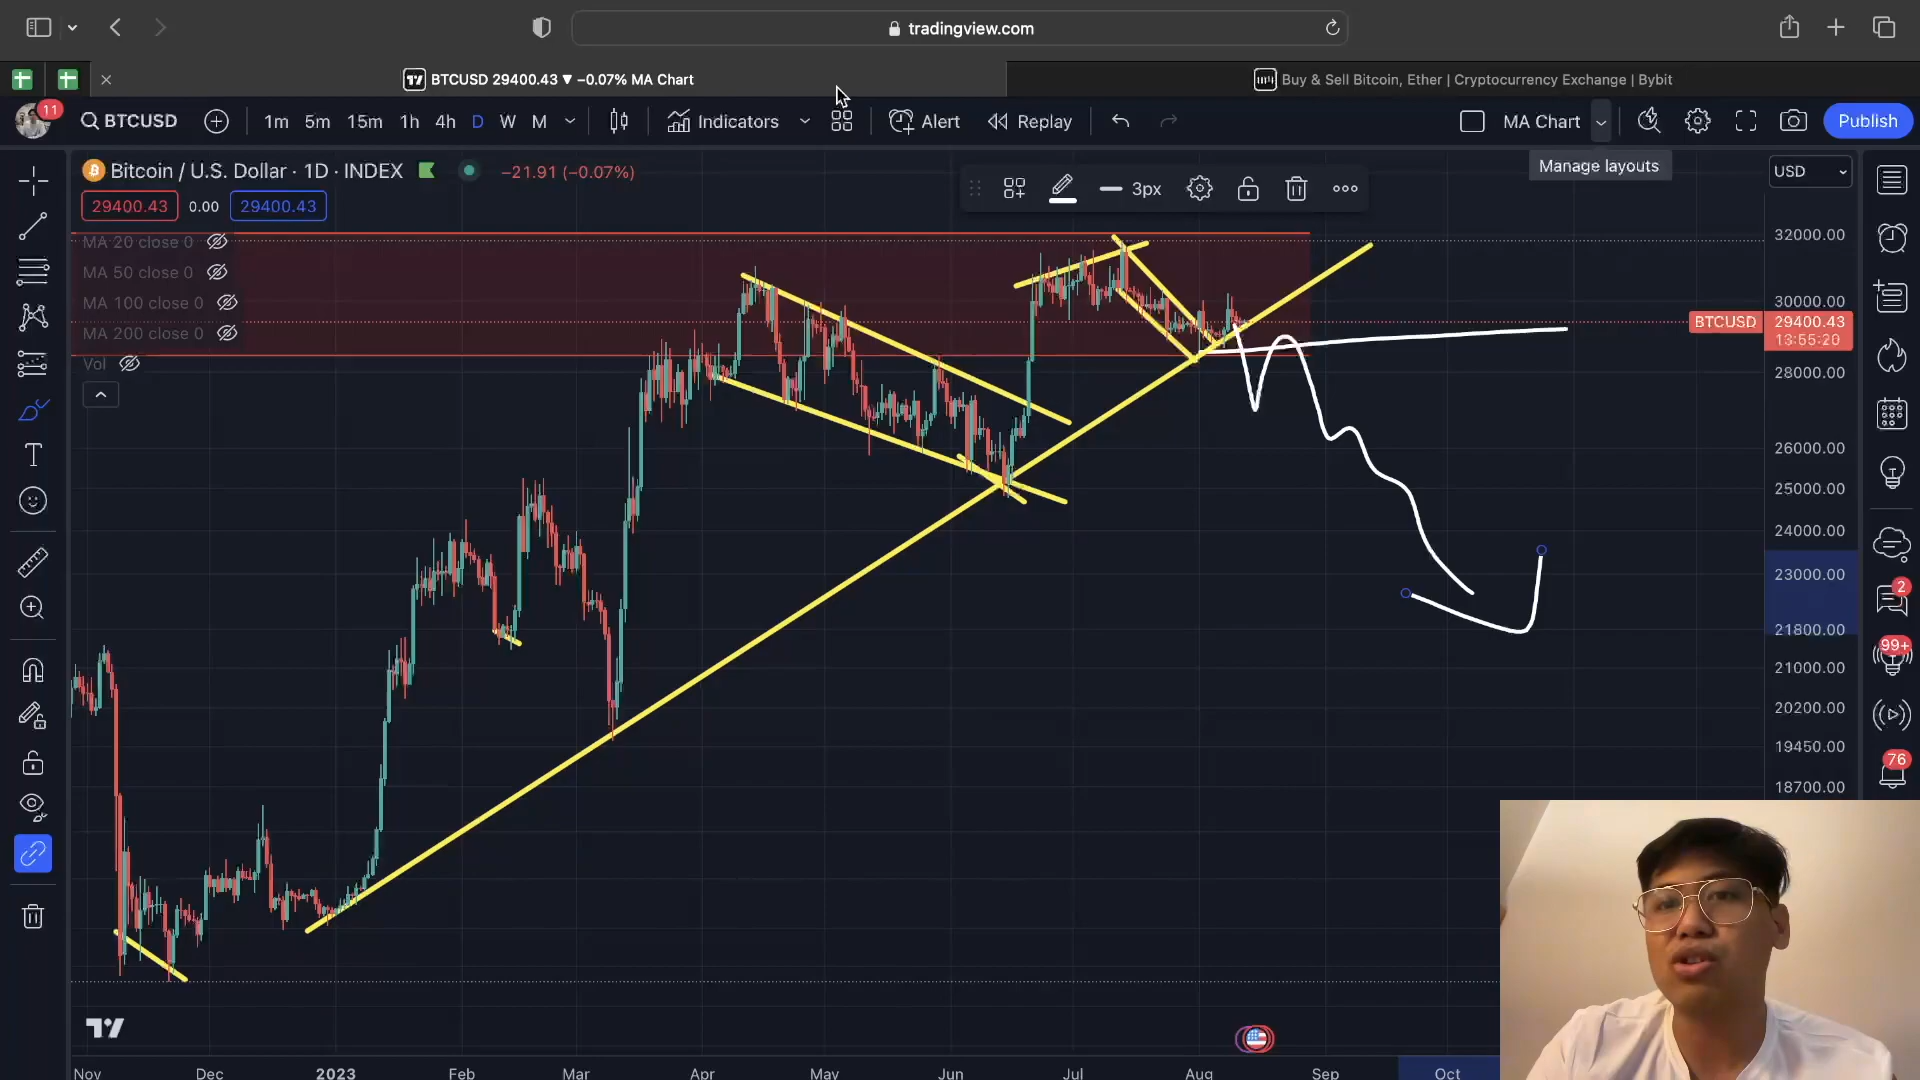 tradingview.com
BTCUSD 29400.43 ▼ −0.07% MA Chart
Buy & Sell Bitcoin, Ether | Cryptocurrency Exchange | Bybit
11
BTCUSD
1m 5m 15m 1h 4h D W M
Indicators
Alert
Replay
MA Chart
Publish
Manage layouts
Bitcoin / U.S. Dollar · 1D · INDEX
−21.91 (−0.07%)
3px
USD
29400.43 0.00 29400.43
MA 20 close 0
MA 50 close 0
MA 100 close 0
MA 200 close 0
Vol
32000.00
30000.00
BTCUSD 29400.43
13:55:20
28000.00
26000.00
25000.00
24000.00
23000.00
21800.00
21000.00
20200.00
19450.00
18700.00
2
99+
76
Nov Dec 2023 Feb Mar Apr May Jun Jul Aug Sep Oct